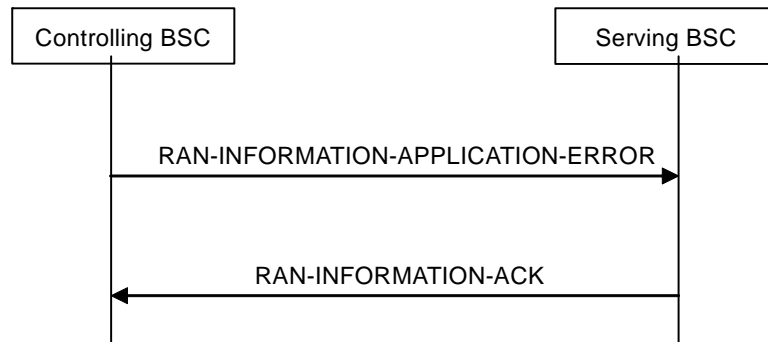 Controlling BSC
Serving BSC
RAN-INFORMATION-APPLICATION-ERROR
RAN-INFORMATION-ACK